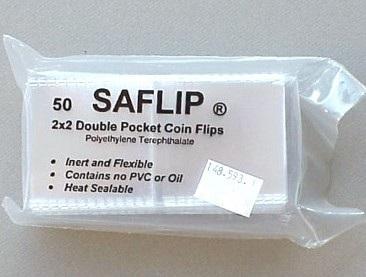 50 SAFLIP ®
2x2 Double Pocket Coin Flips
Polyethylene Terephthalate
• Inert and Flexible
• Contains no PVC or Oil
• Heat Sealable